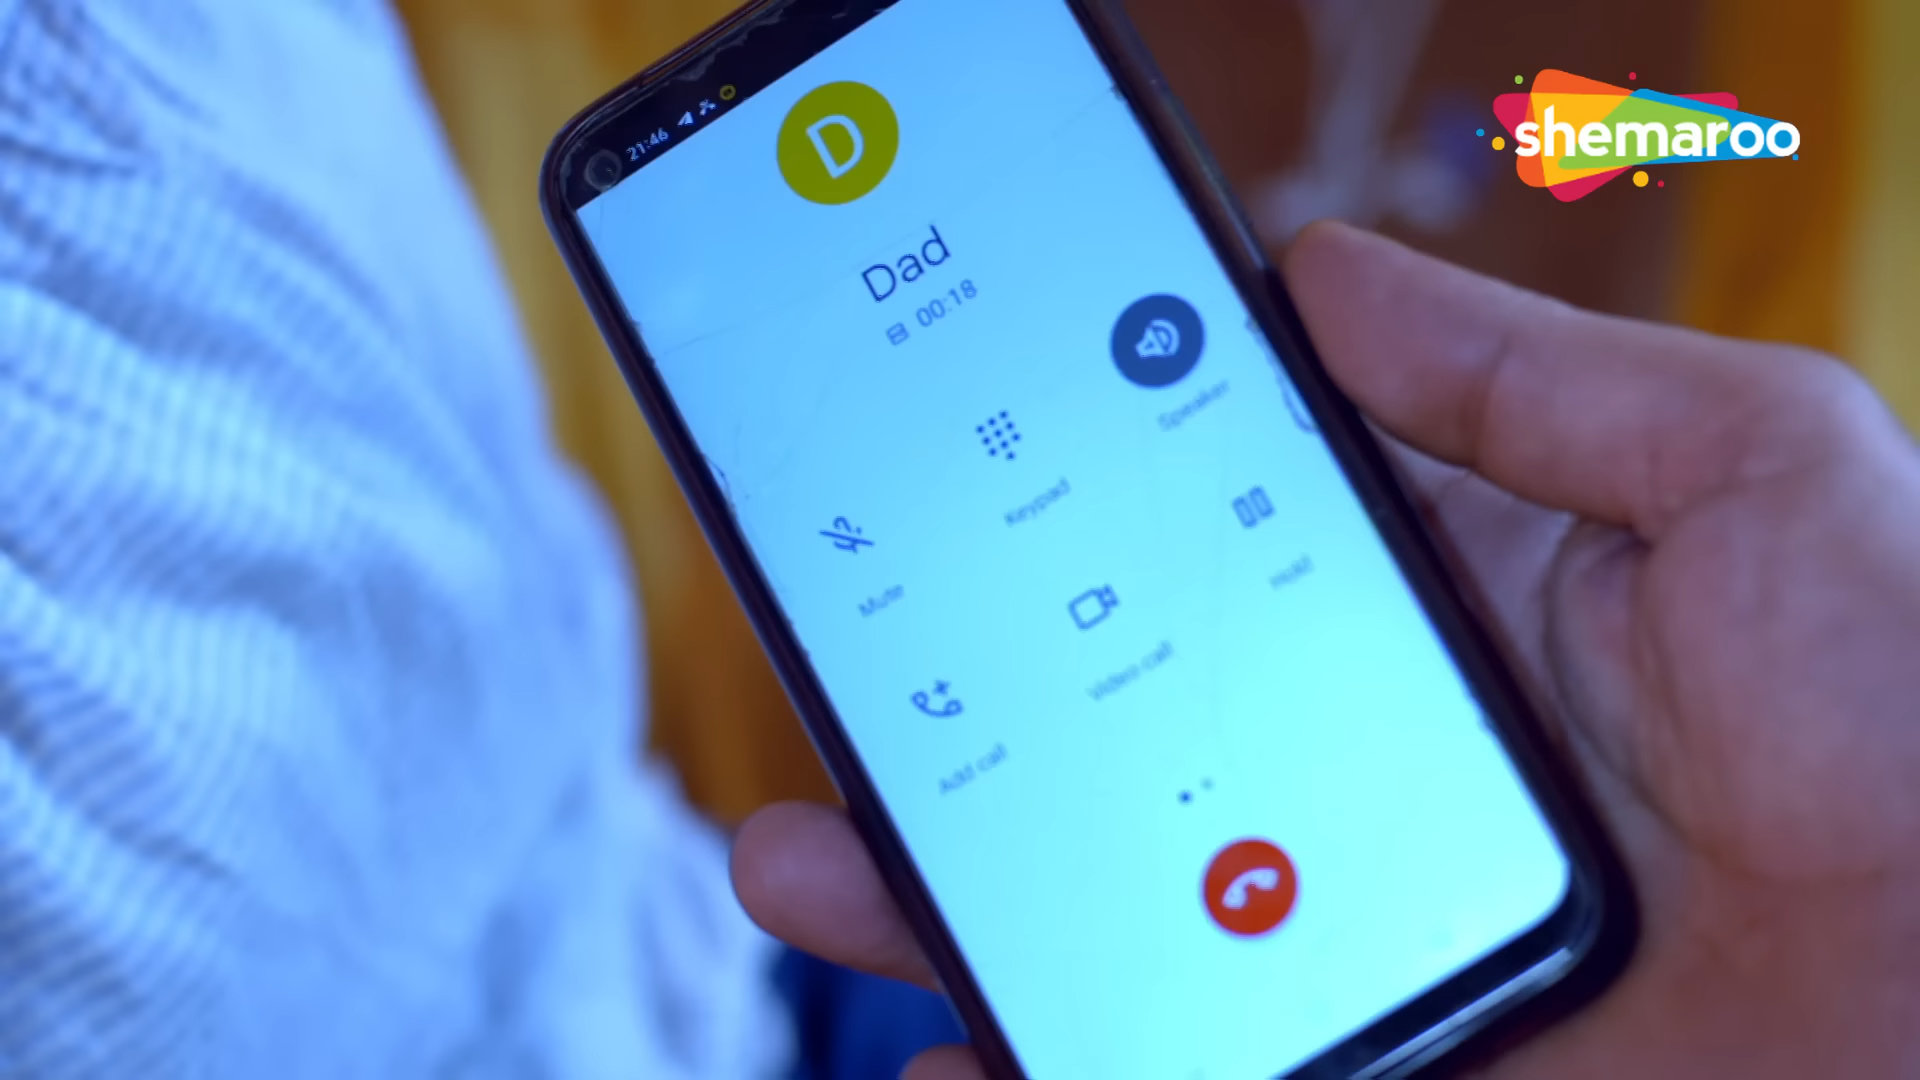 shemaroo
21:46
D
Dad
00:18
Speaker
Keypad
Mute
Hold
Video call
Add call